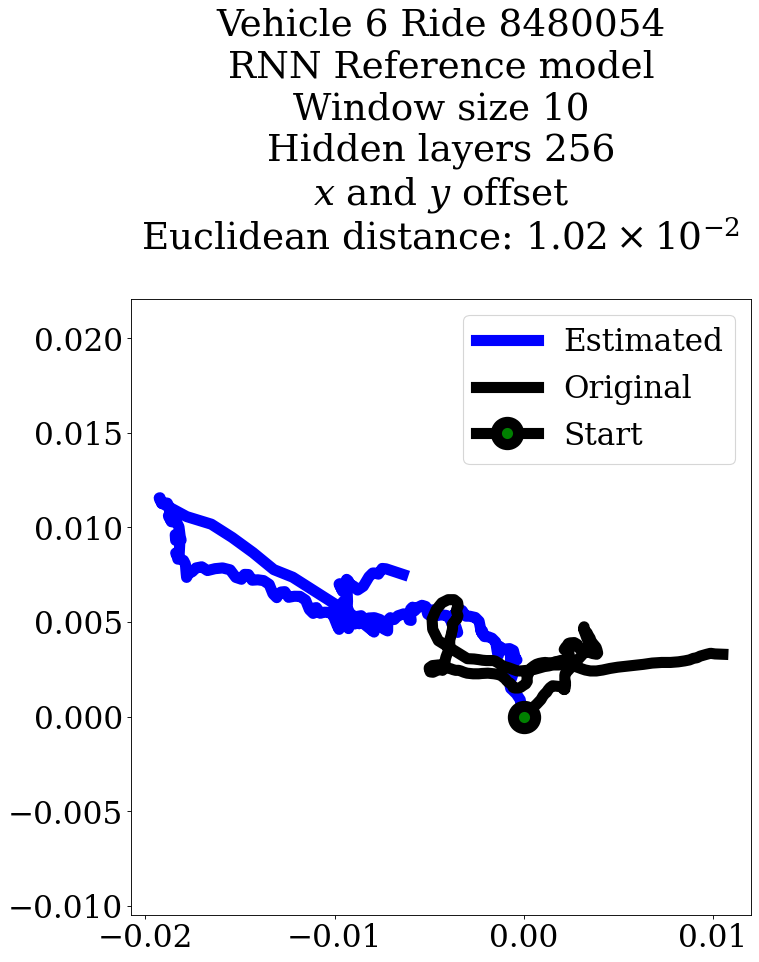 Vehicle 6 Ride 8480054
RNN Reference model
Window size 10
Hidden layers 256
x and y offset
Euclidean distance: 1.02 × 10⁻²
Estimated
Original
Start
0.020
0.015
0.010
0.005
0.000
−0.005
−0.010
−0.02 −0.01 0.00 0.01